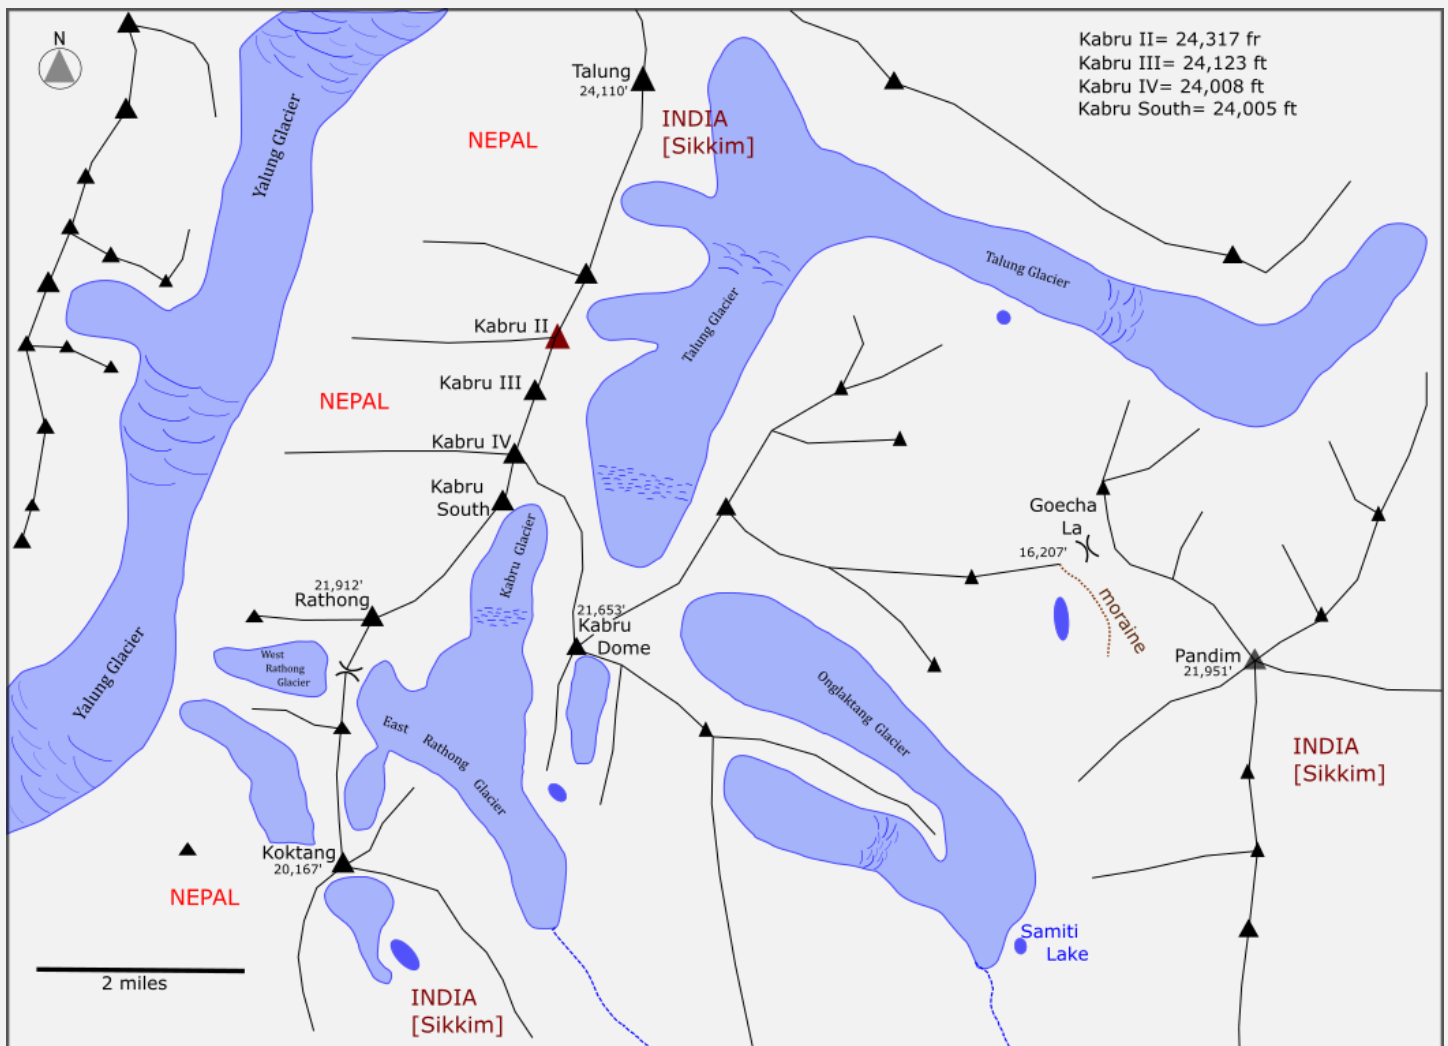 N
Kabru II= 24,317 fr
Kabru III= 24,123 ft
Kabru IV= 24,008 ft
Kabru South= 24,005 ft
Talung
24,110'
INDIA
[Sikkim]
NEPAL
Yalung Glacier
Talung Glacier
Talung Glacier
Kabru II
Kabru III
NEPAL
Kabru IV
Kabru
South
Kabru Glacier
Goecha
La
16,207'
moraine
21,912'
Rathong
21,653'
Kabru
Dome
West
Rathong
Glacier
Yalung Glacier
Pandim
21,951'
Onglaktang Glacier
East Rathong Glacier
INDIA
[Sikkim]
Koktang
20,167'
NEPAL
Samiti
Lake
2 miles
INDIA
[Sikkim]